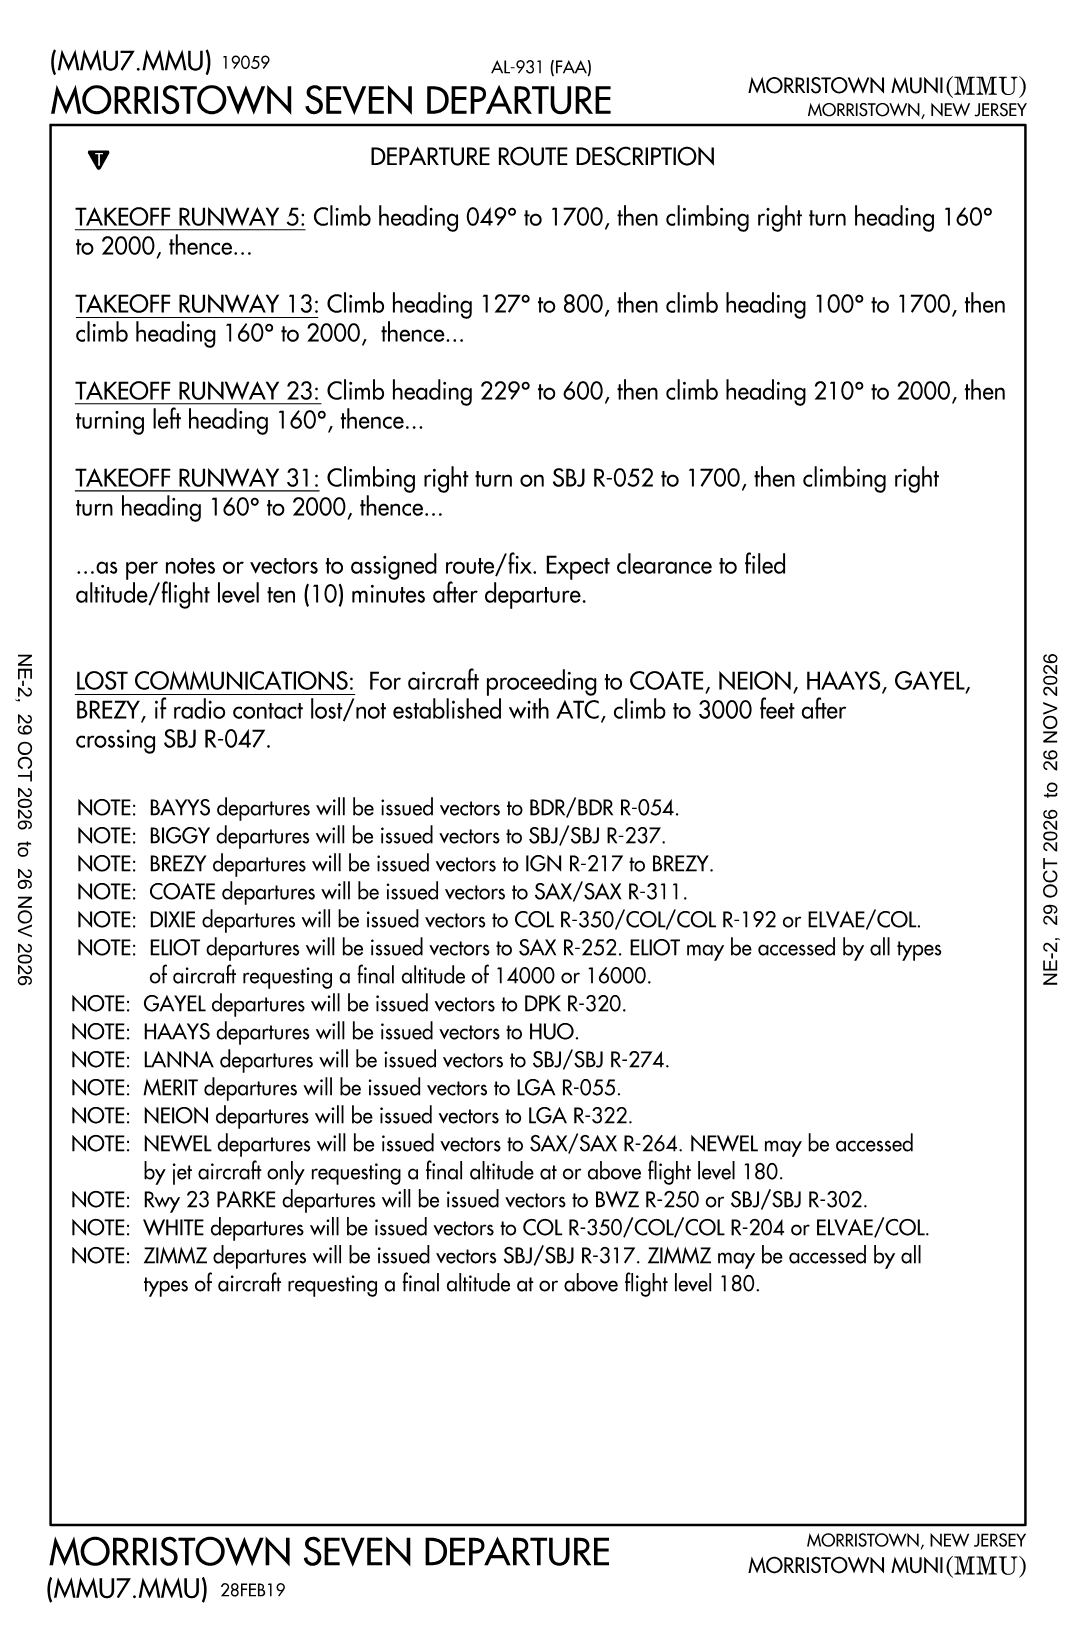 (MMU7.MMU) 19059
AL-931 (FAA)
MORRISTOWN SEVEN DEPARTURE
MORRISTOWN MUNI(MMU)
MORRISTOWN, NEW JERSEY
T
DEPARTURE ROUTE DESCRIPTION
TAKEOFF RUNWAY 5: Climb heading 049° to 1700, then climbing right turn heading 160°
to 2000, thence...
TAKEOFF RUNWAY 13: Climb heading 127° to 800, then climb heading 100° to 1700, then
climb heading 160° to 2000, thence...
TAKEOFF RUNWAY 23: Climb heading 229° to 600, then climb heading 210° to 2000, then
turning left heading 160°, thence...
TAKEOFF RUNWAY 31: Climbing right turn on SBJ R-052 to 1700, then climbing right
turn heading 160° to 2000, thence...
...as per notes or vectors to assigned route/fix. Expect clearance to filed
altitude/flight level ten (10) minutes after departure.
LOST COMMUNICATIONS: For aircraft proceeding to COATE, NEION, HAAYS, GAYEL,
BREZY, if radio contact lost/not established with ATC, climb to 3000 feet after
crossing SBJ R-047.
NOTE: BAYYS departures will be issued vectors to BDR/BDR R-054.
NOTE: BIGGY departures will be issued vectors to SBJ/SBJ R-237.
NOTE: BREZY departures will be issued vectors to IGN R-217 to BREZY.
NOTE: COATE departures will be issued vectors to SAX/SAX R-311.
NOTE: DIXIE departures will be issued vectors to COL R-350/COL/COL R-192 or ELVAE/COL.
NOTE: ELIOT departures will be issued vectors to SAX R-252. ELIOT may be accessed by all types
of aircraft requesting a final altitude of 14000 or 16000.
NOTE: GAYEL departures will be issued vectors to DPK R-320.
NOTE: HAAYS departures will be issued vectors to HUO.
NOTE: LANNA departures will be issued vectors to SBJ/SBJ R-274.
NOTE: MERIT departures will be issued vectors to LGA R-055.
NOTE: NEION departures will be issued vectors to LGA R-322.
NOTE: NEWEL departures will be issued vectors to SAX/SAX R-264. NEWEL may be accessed
by jet aircraft only requesting a final altitude at or above flight level 180.
NOTE: Rwy 23 PARKE departures will be issued vectors to BWZ R-250 or SBJ/SBJ R-302.
NOTE: WHITE departures will be issued vectors to COL R-350/COL/COL R-204 or ELVAE/COL.
NOTE: ZIMMZ departures will be issued vectors SBJ/SBJ R-317. ZIMMZ may be accessed by all
types of aircraft requesting a final altitude at or above flight level 180.
NE-2, 29 OCT 2026 to 26 NOV 2026
NE-2, 29 OCT 2026 to 26 NOV 2026
MORRISTOWN SEVEN DEPARTURE
(MMU7.MMU) 28FEB19
MORRISTOWN, NEW JERSEY
MORRISTOWN MUNI(MMU)